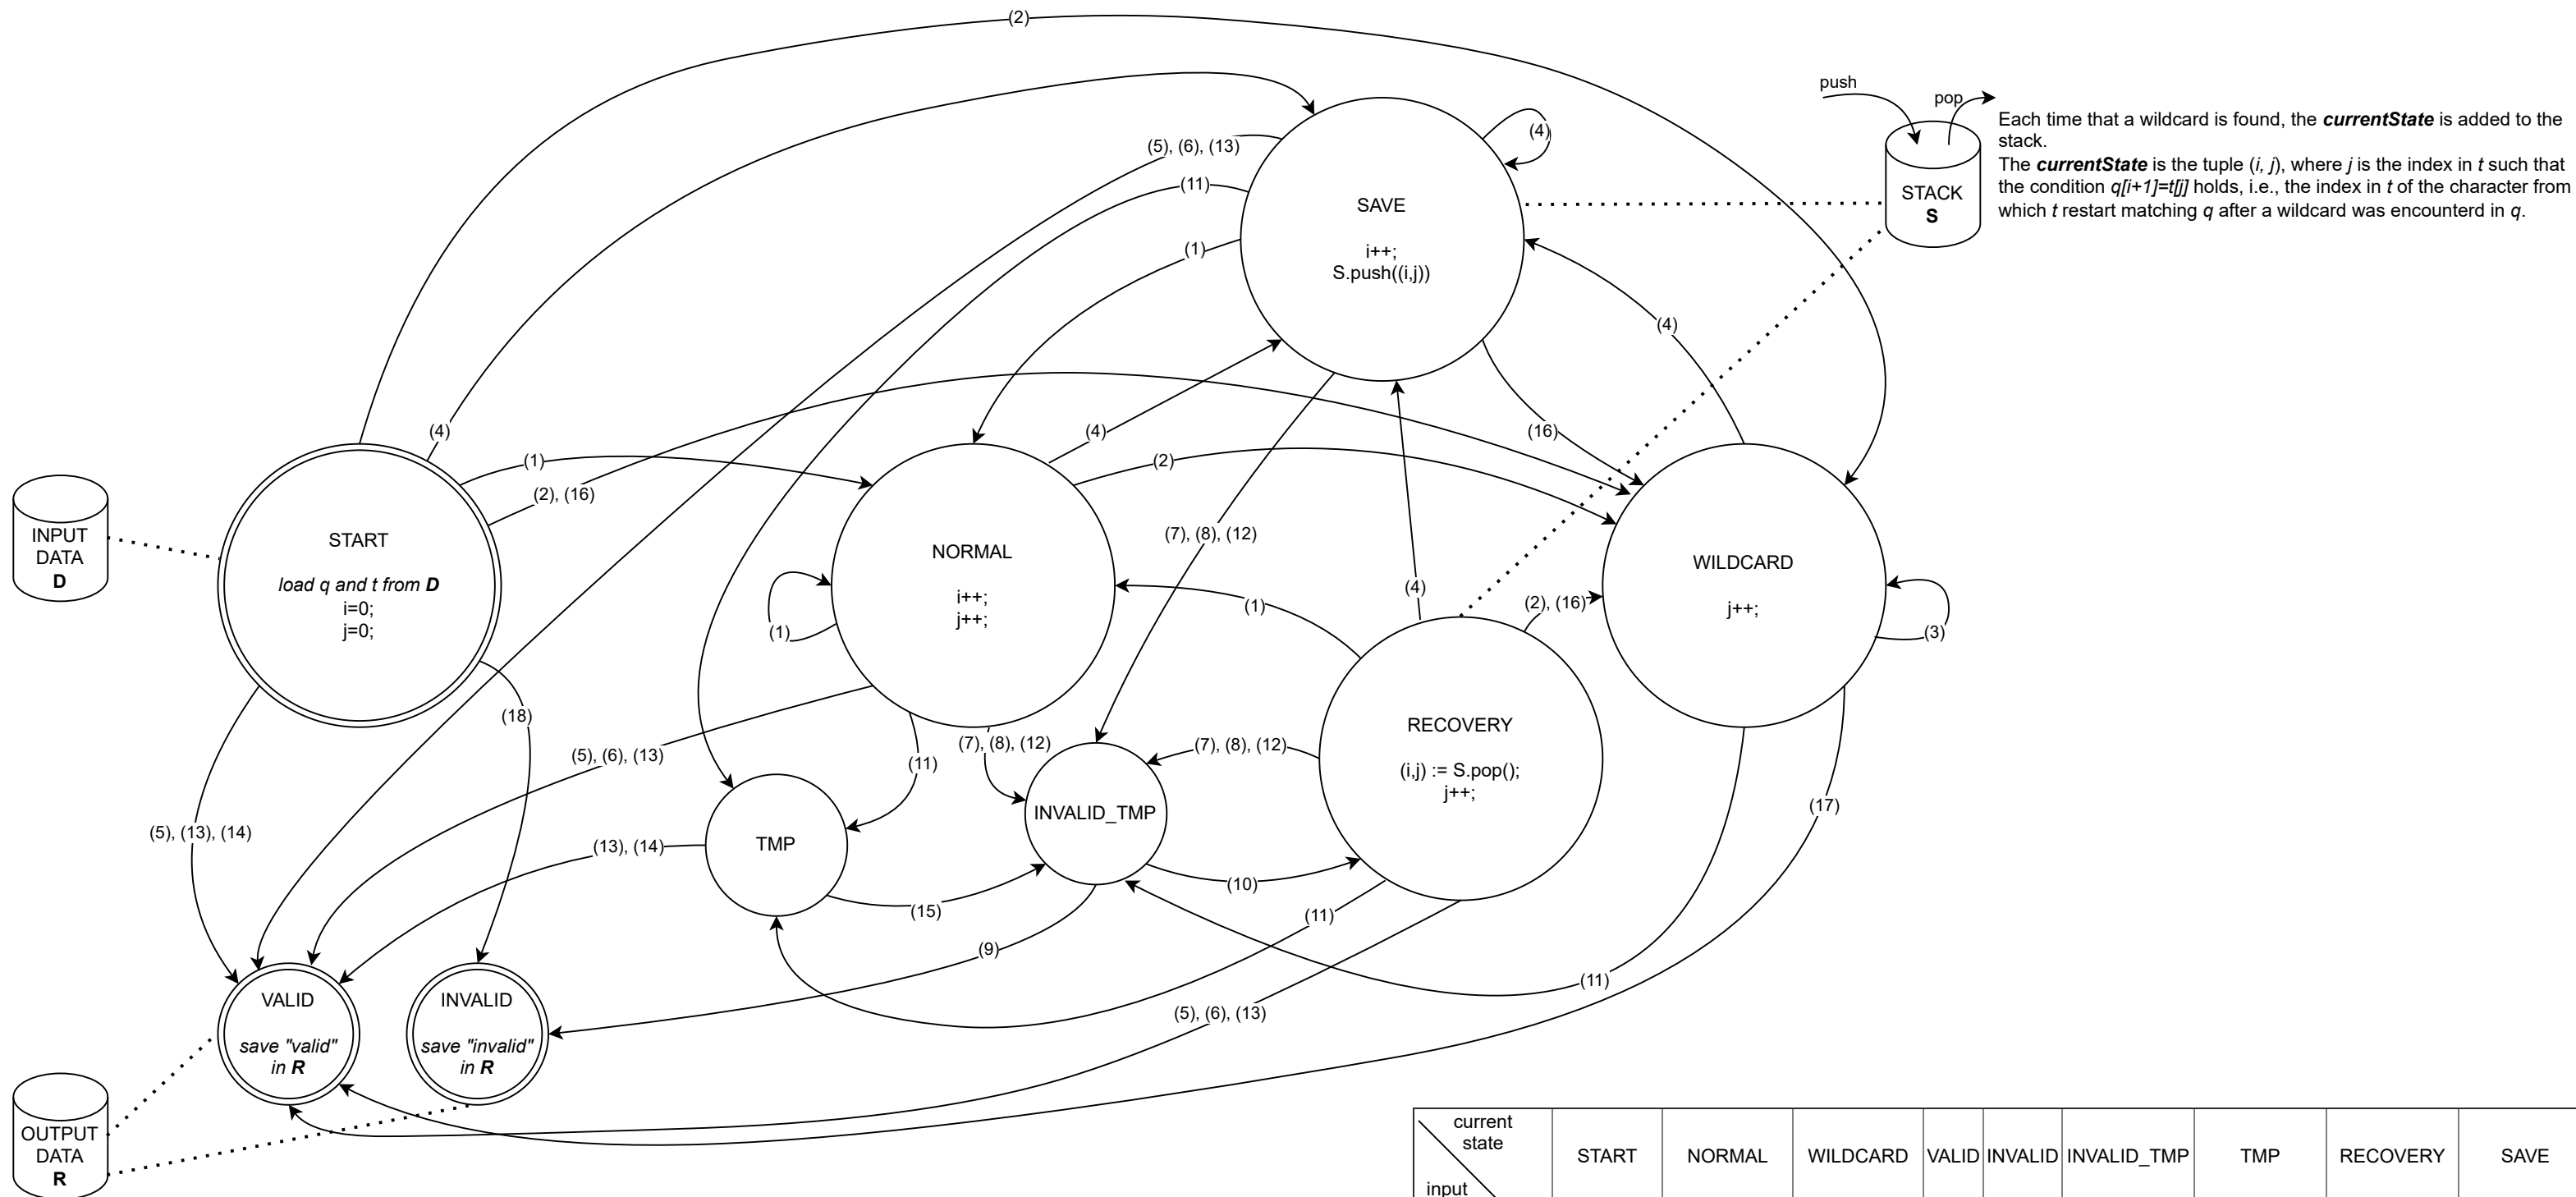 (2)
push
pop
Each time that a wildcard is found, the currentState is added to the
stack.
The currentState is the tuple (i, j), where j is the index in t such that
the condition q[i+1]=t[j] holds, i.e., the index in t of the character from
which t restart matching q after a wildcard was encounterd in q.
STACK
S
(5), (6), (13)
(4)
(11)
SAVE
i++;
S.push((i,j))
(1)
(4)
(4)
(4)
(16)
(1)
(2)
(2), (16)
INPUT
DATA
D
START
load q and t from D
i=0;
j=0;
NORMAL
i++;
j++;
(7), (8), (12)
WILDCARD
j++;
(1)
(4)
(1)
(2), (16)
(3)
(18)
RECOVERY
(i,j) := S.pop();
j++;
(5), (6), (13)
(11)
(7), (8), (12)
(7), (8), (12)
(17)
(5), (13), (14)
(13), (14)
TMP
INVALID_TMP
(10)
(15)
(11)
(9)
(11)
(5), (6), (13)
VALID
save "valid"
in R
INVALID
save "invalid"
in R
OUTPUT
DATA
R
current
state
input
START
NORMAL
WILDCARD
VALID
INVALID
INVALID_TMP
TMP
RECOVERY
SAVE